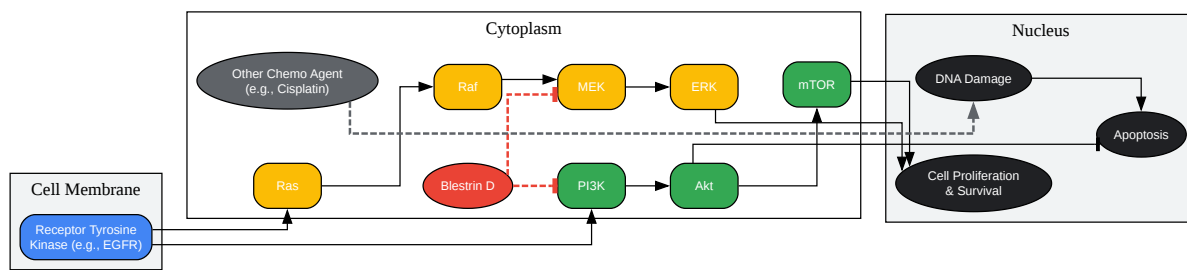 Cytoplasm
Nucleus
Other Chemo Agent
(e.g., Cisplatin)
Raf
MEK
ERK
mTOR
DNA Damage
Apoptosis
Cell Membrane
Ras
Blestrin D
PI3K
Akt
Cell Proliferation
& Survival
Receptor Tyrosine
Kinase (e.g., EGFR)